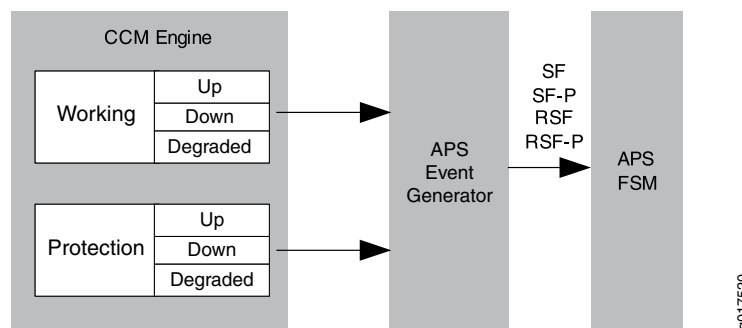 CCM Engine
Working
Up
Down
Degraded
Protection
Up
Down
Degraded
APS
Event
Generator
SF
SF-P
RSF
RSF-P
APS
FSM